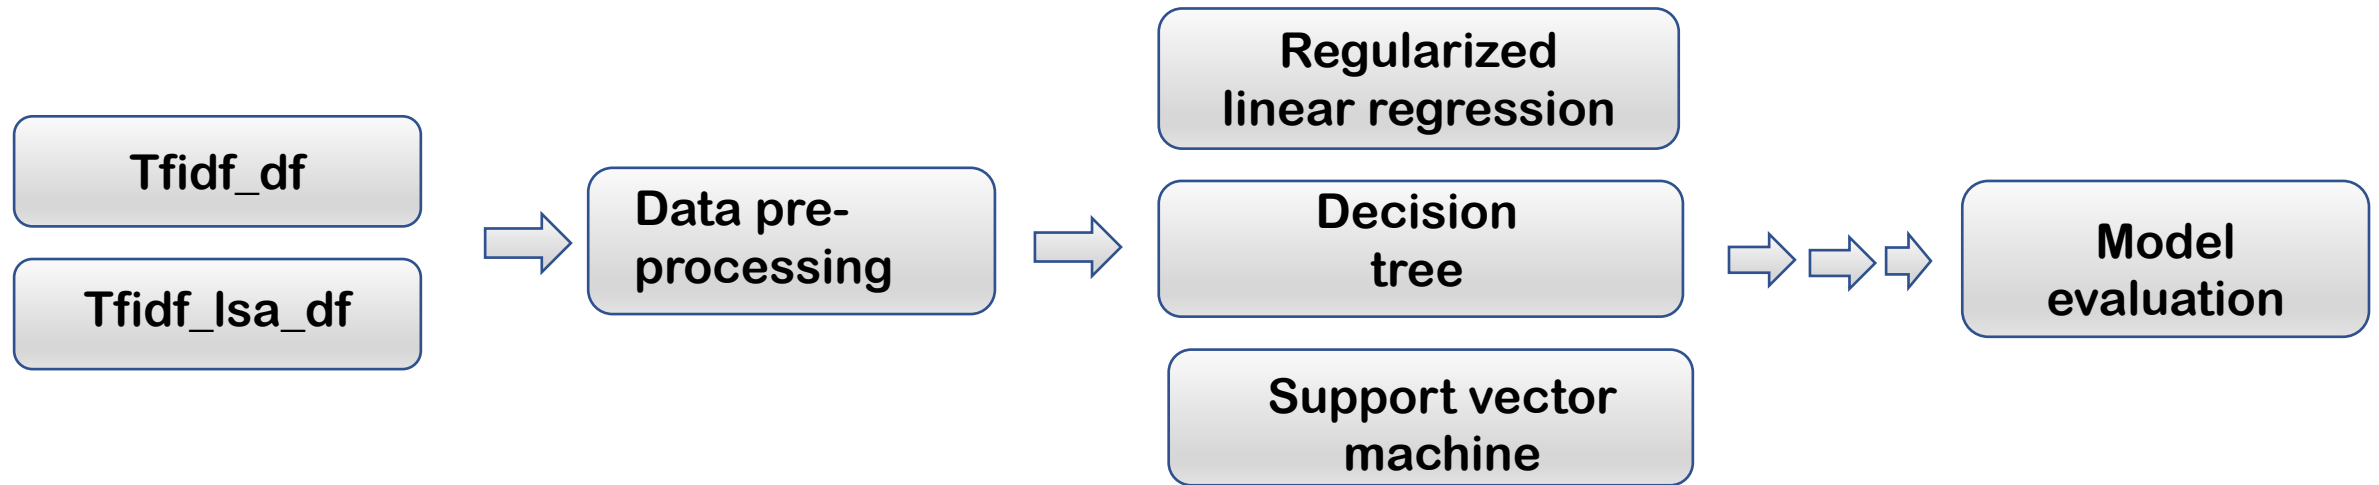 Tfidf_df
Tfidf_lsa_df
Data pre-
processing
Regularized
linear regression
Decision
tree
Support vector
machine
Model
evaluation